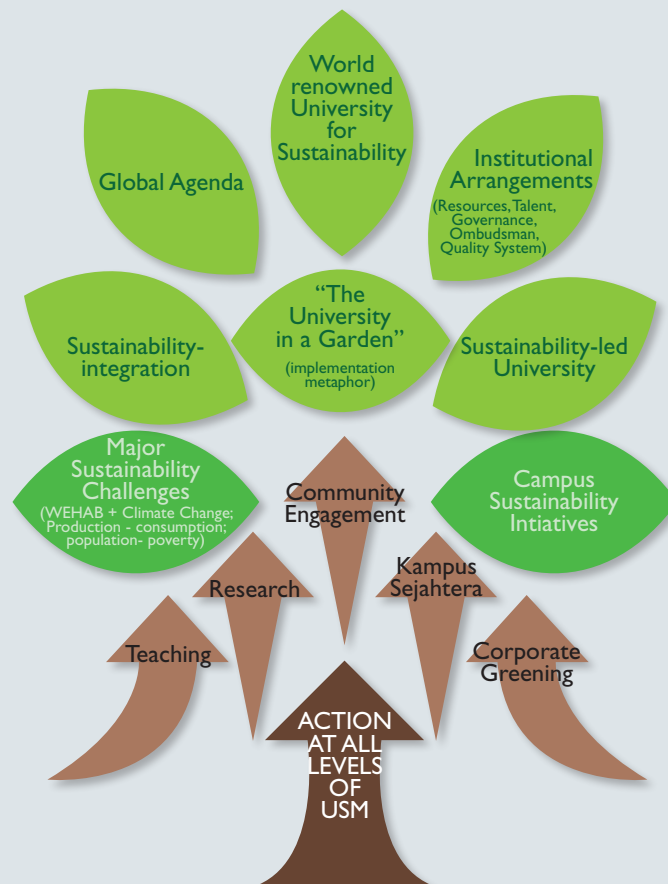 World
renowned
University
for
Sustainability
Global Agenda
Institutional
Arrangements
(Resources, Talent,
Governance,
Ombudsman,
Quality System)
Sustainability-
integration
“The
University
in a Garden”
(implementation
metaphor)
Sustainability-led
University
Major
Sustainability
Challenges
(WEHAB + Climate Change;
Production - consumption;
population- poverty)
Community
Engagement
Campus
Sustainability
Intiatives
Research
Kampus
Sejahtera
Teaching
Corporate
Greening
ACTION
AT ALL
LEVELS
OF
USM